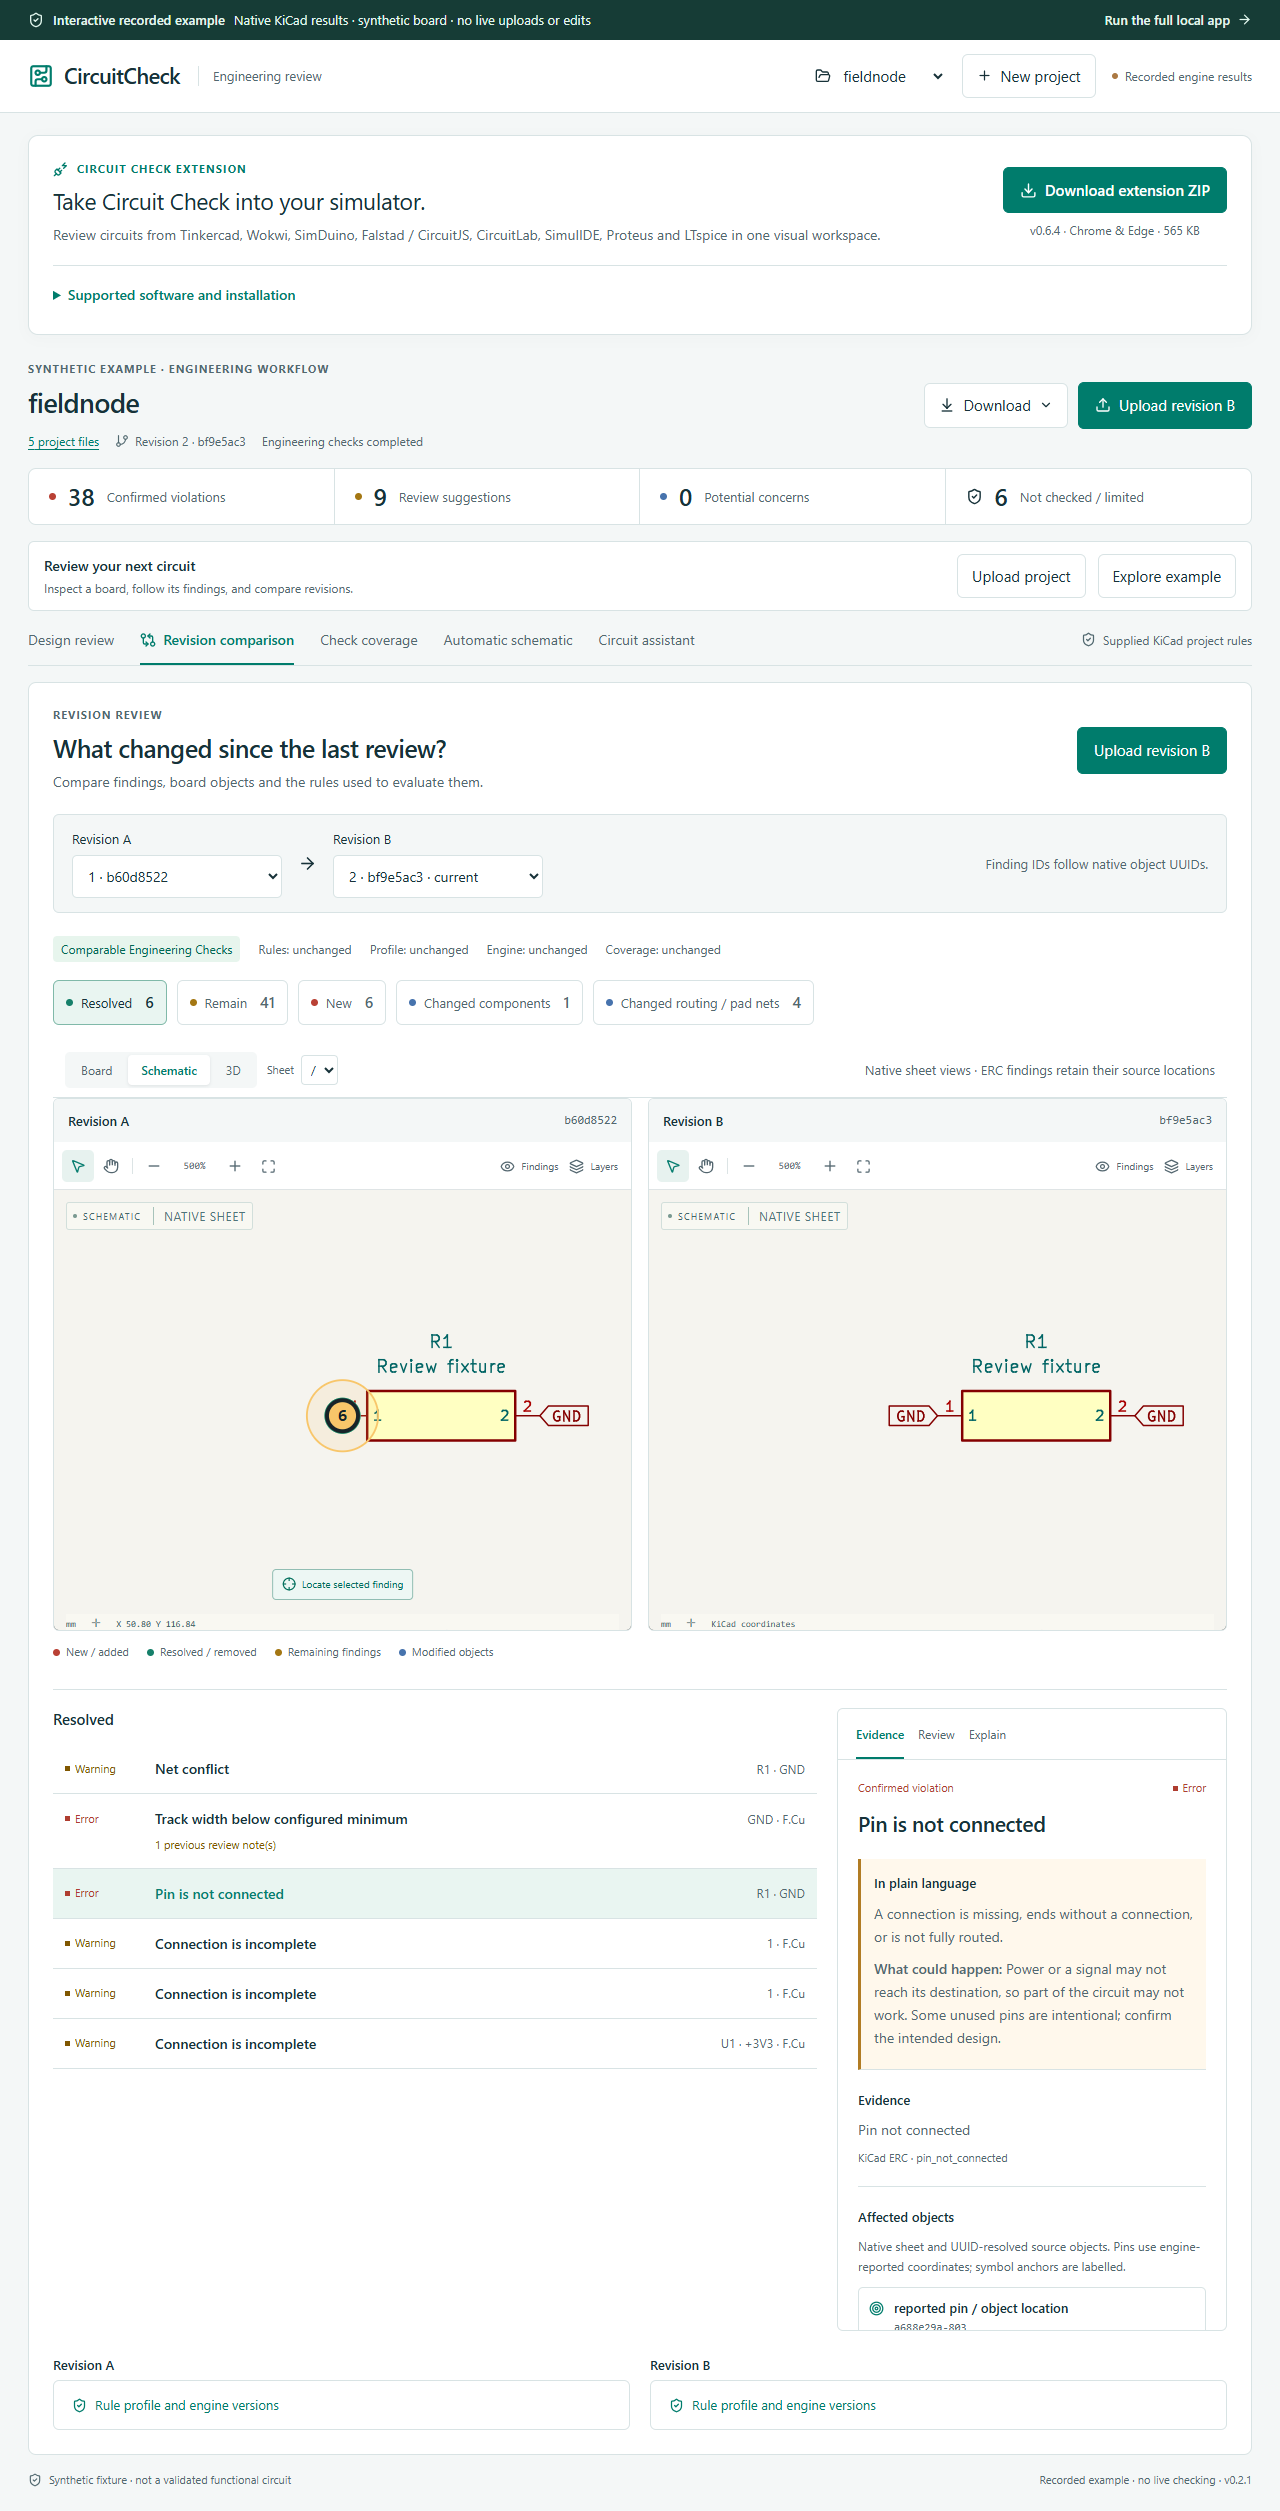 Interactive recorded example Native KiCad results · synthetic board · no live uploads or edits
Run the full local app →
CircuitCheck
Engineering review
fieldnode
+ New project
Recorded engine results
CIRCUIT CHECK EXTENSION
Take Circuit Check into your simulator.
Review circuits from Tinkercad, Wokwi, SimDuino, Falstad / CircuitJS, CircuitLab, SimulIDE, Proteus and LTspice in one visual workspace.
Download extension ZIP
v0.6.4 · Chrome & Edge · 565 KB
Supported software and installation
SYNTHETIC EXAMPLE · ENGINEERING WORKFLOW
fieldnode
Download
Upload revision B
5 project files
Revision 2 · bf9e5ac3
Engineering checks completed
38 Confirmed violations
9 Review suggestions
0 Potential concerns
6 Not checked / limited
Review your next circuit
Inspect a board, follow its findings, and compare revisions.
Upload project
Explore example
Design review
Revision comparison
Check coverage
Automatic schematic
Circuit assistant
Supplied KiCad project rules
REVISION REVIEW
What changed since the last review?
Compare findings, board objects and the rules used to evaluate them.
Upload revision B
Revision A
1 · b60d8522
→
Revision B
2 · bf9e5ac3 · current
Finding IDs follow native object UUIDs.
Comparable Engineering Checks
Rules: unchanged
Profile: unchanged
Engine: unchanged
Coverage: unchanged
Resolved 6
Remain 41
New 6
Changed components 1
Changed routing / pad nets 4
Board
Schematic
3D
Sheet
/
Native sheet views · ERC findings retain their source locations
Revision A
b60d8522
500%
Findings
Layers
SCHEMATIC
NATIVE SHEET
R1
Review fixture
6
1
2
2
GND
Locate selected finding
mm + X 50.80 Y 116.84
Revision B
bf9e5ac3
500%
Findings
Layers
SCHEMATIC
NATIVE SHEET
R1
Review fixture
GND
1
1
2
2
GND
mm + KiCad coordinates
New / added
Resolved / removed
Remaining findings
Modified objects
Resolved
Warning
Net conflict
R1 · GND
Error
Track width below configured minimum
GND · F.Cu
1 previous review note(s)
Error
Pin is not connected
R1 · GND
Warning
Connection is incomplete
1 · F.Cu
Warning
Connection is incomplete
1 · F.Cu
Warning
Connection is incomplete
U1 · +3V3 · F.Cu
Evidence
Review
Explain
Confirmed violation
Error
Pin is not connected
In plain language
A connection is missing, ends without a connection,
or is not fully routed.
What could happen: Power or a signal may not
reach its destination, so part of the circuit may not
work. Some unused pins are intentional; confirm
the intended design.
Evidence
Pin not connected
KiCad ERC · pin_not_connected
Affected objects
Native sheet and UUID-resolved source objects. Pins use engine-
reported coordinates; symbol anchors are labelled.
reported pin / object location
a688e29a-803
Revision A
Rule profile and engine versions
Revision B
Rule profile and engine versions
Synthetic fixture · not a validated functional circuit
Recorded example · no live checking · v0.2.1